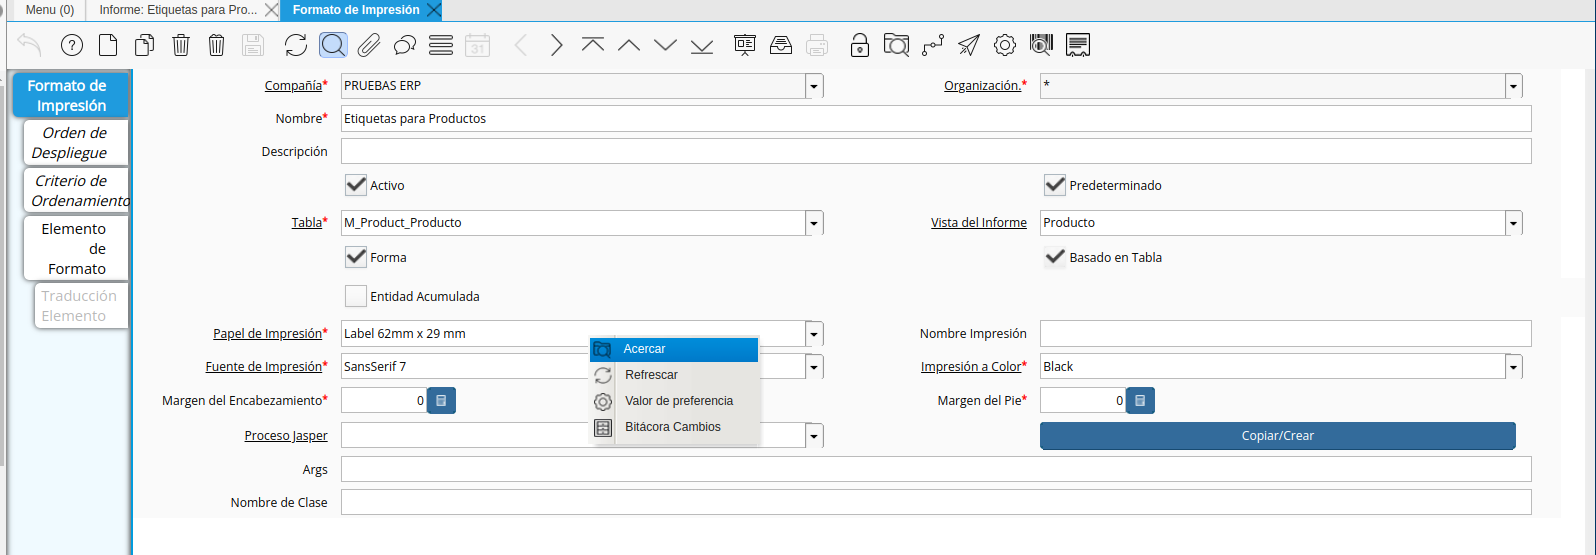 Menu (0)
Informe: Etiquetas para Pro...
Formato de Impresión
31
Formato de
Impresión
Orden de
Despliegue
Criterio de
Ordenamiento
Elemento
de
Formato
Traducción
Elemento
Compañía* PRUEBAS ERP Organización.* *
Nombre* Etiquetas para Productos
Descripción
Activo Predeterminado
Tabla* M_Product_Producto Vista del Informe Producto
Forma Basado en Tabla
Entidad Acumulada
Papel de Impresión* Label 62mm x 29 mm Nombre Impresión
Fuente de Impresión* SansSerif 7 Impresión a Color* Black
Margen del Encabezamiento* 0 Margen del Pie* 0
Proceso Jasper Copiar/Crear
Args
Nombre de Clase
Acercar
Refrescar
Valor de preferencia
Bitácora Cambios